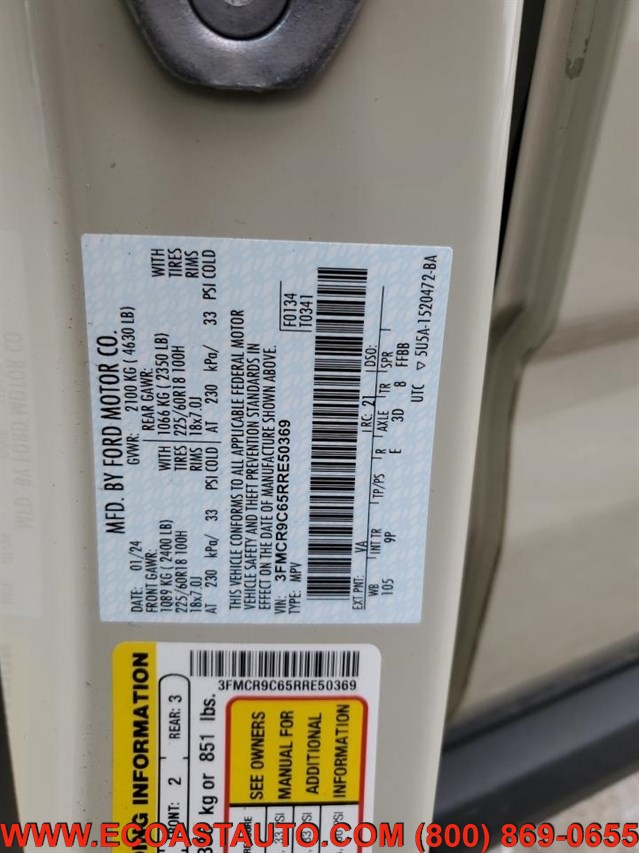 MFD. BY FORD MOTOR CO.
DATE: 01/24 GVWR: 2100 KG ( 4630 LB)
FRONT GAWR: REAR GAWR: WITH
1089 KG ( 2400 LB) 1066 KG ( 2350 LB) TIRES
225/60R18 100H 225/60R18 100H RIMS
18x7.0J 18x7.0J
AT 230 kPa/ 33 PSI COLD AT 230 kPa/ 33 PSI COLD
WITH
TIRES
RIMS
THIS VEHICLE CONFORMS TO ALL APPLICABLE FEDERAL MOTOR
VEHICLE SAFETY AND THEFT PREVENTION STANDARDS IN
EFFECT ON THE DATE OF MANUFACTURE SHOWN ABOVE.
VIN: 3FMCR9C65RRE50369
TYPE: MPV
F0134
T0341
EXT PNT: VA RC: 21 DSO:
WB INT TR TP/PS R AXLE TR SPR
105 9P E 3D 8 FFBB
UTC ▽ 5U5A-1520472-BA
3FMCR9C65RRE50369
ING INFORMATION
ONT: 2 REAR: 3
kg or 851 lbs.
SEE OWNERS
MANUAL FOR
ADDITIONAL
INFORMATION
WWW.ECOASTAUTO.COM (800) 869-0655